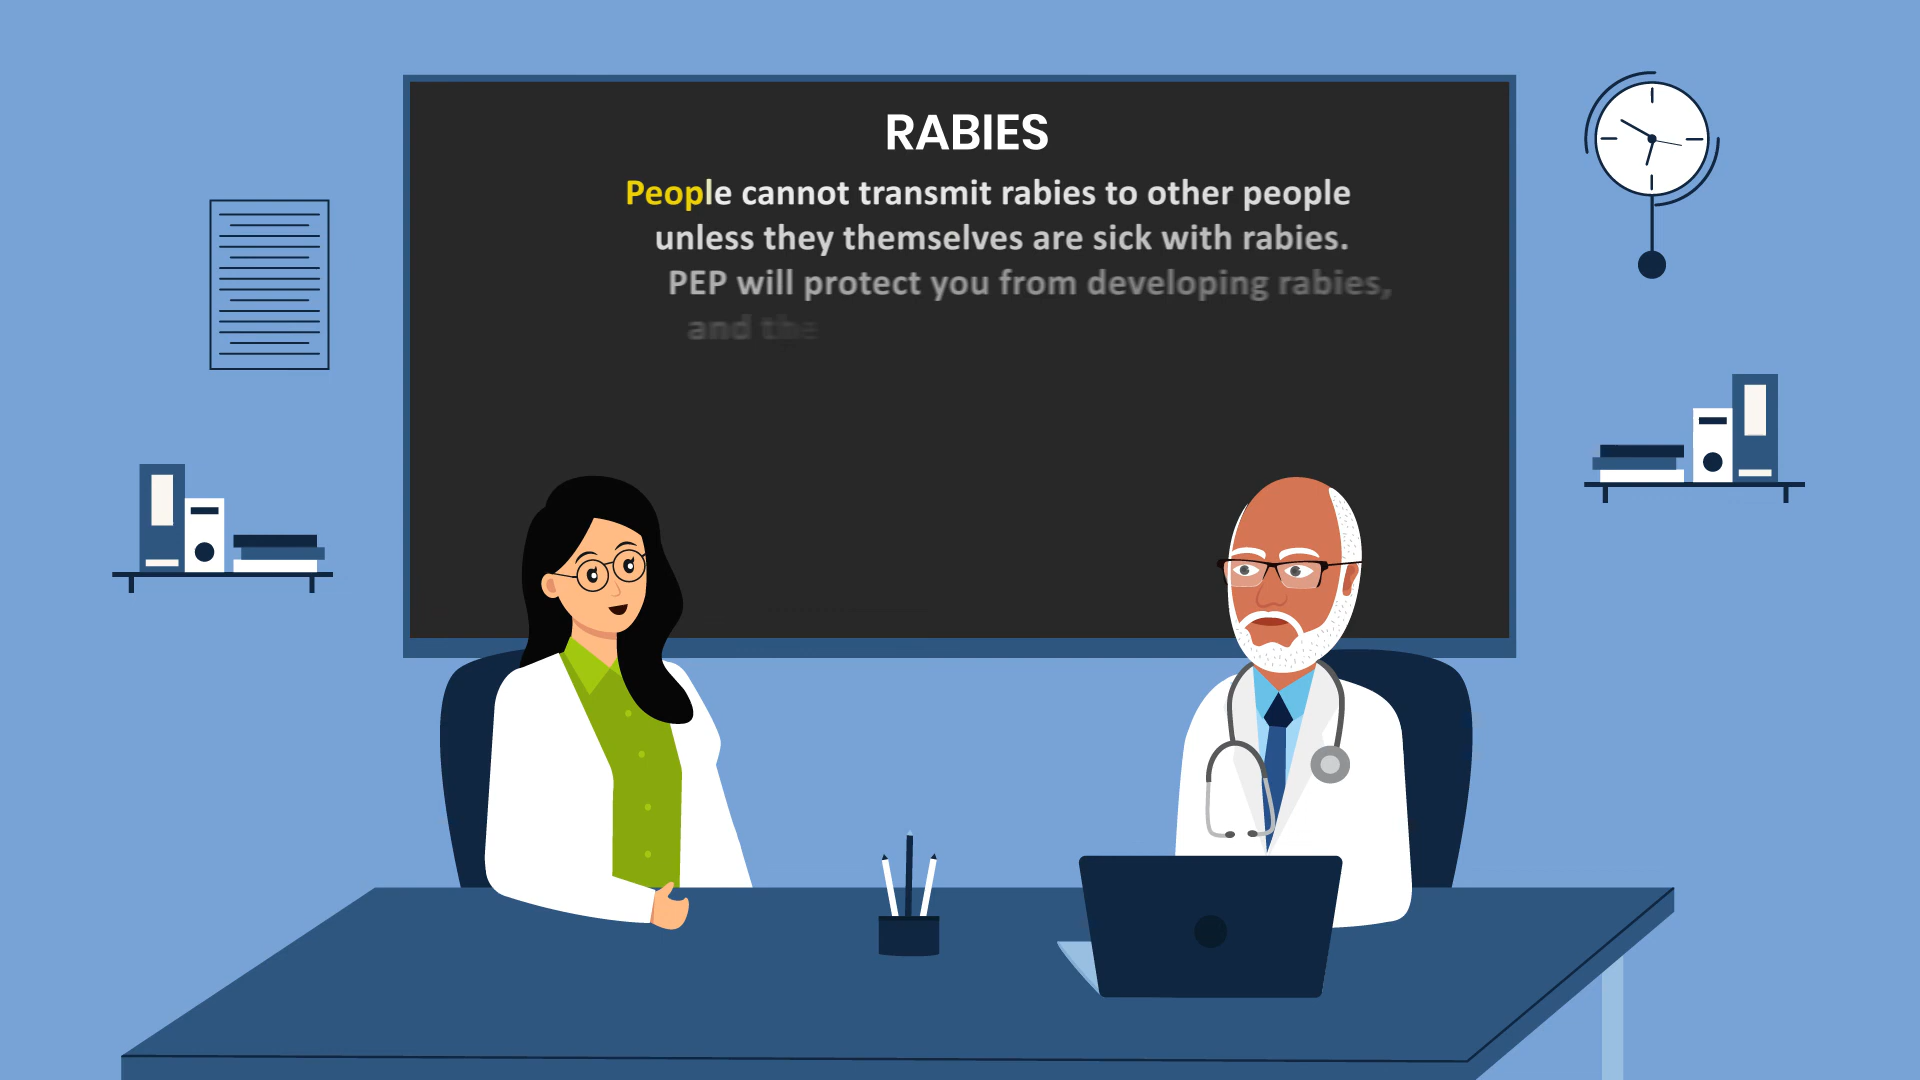 RABIES
People cannot transmit rabies to other people
unless they themselves are sick with rabies.
PEP will protect you from developing rabies,
and the